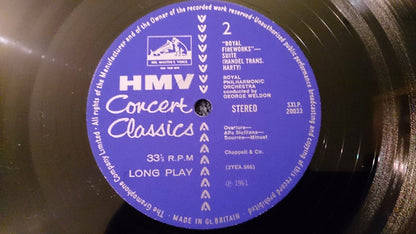 The Gramophone Company Limited · All rights of the Manufacturer and of the Owner of the recorded work reserved · Unauthorised public performance broadcasting and copying of this record prohibited
HIS MASTER'S VOICE
HMV
Concert
Classics
33⅓ R.P.M
LONG PLAY
2
"ROYAL
FIREWORKS"—
SUITE
(HANDEL TRANS.
HARTY)
ROYAL
PHILHARMONIC
ORCHESTRA
conducted by
GEORGE WELDON
STEREO
SXLP.
20033
Overture—
Alla Siciliana—
Bourrée—Minuet
Chappell & Co.
(2YEA.566)
℗ 1961
MADE IN GT. BRITAIN